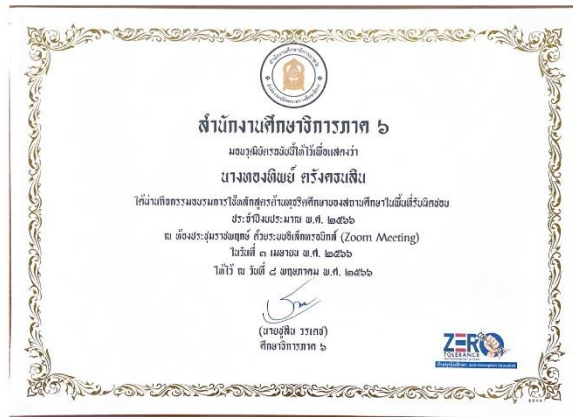 สำนักงานศึกษาธิการภาค ๖
มอบวุฒิบัตรฉบับนี้ไว้เพื่อแสดงว่า
นางทองทิพย์ ตรังคอนสิน
ได้ผ่านกิจกรรมอบรมการใช้หลักสูตรต้านทุจริตศึกษาของสถานศึกษาในพื้นที่รับผิดชอบ
ประจำปีงบประมาณ พ.ศ. ๒๕๖๖
ณ ห้องประชุมราชพฤกษ์ ด้วยระบบอิเล็กทรอนิกส์ (Zoom Meeting)
ในวันที่ ๓ เมษายน พ.ศ. ๒๕๖๖
ให้ไว้ ณ วันที่ ๘ พฤษภาคม พ.ศ. ๒๕๖๖
(นายชูสิน วรเดช)
ศึกษาธิการภาค ๖
ZERO
TOLERANCE